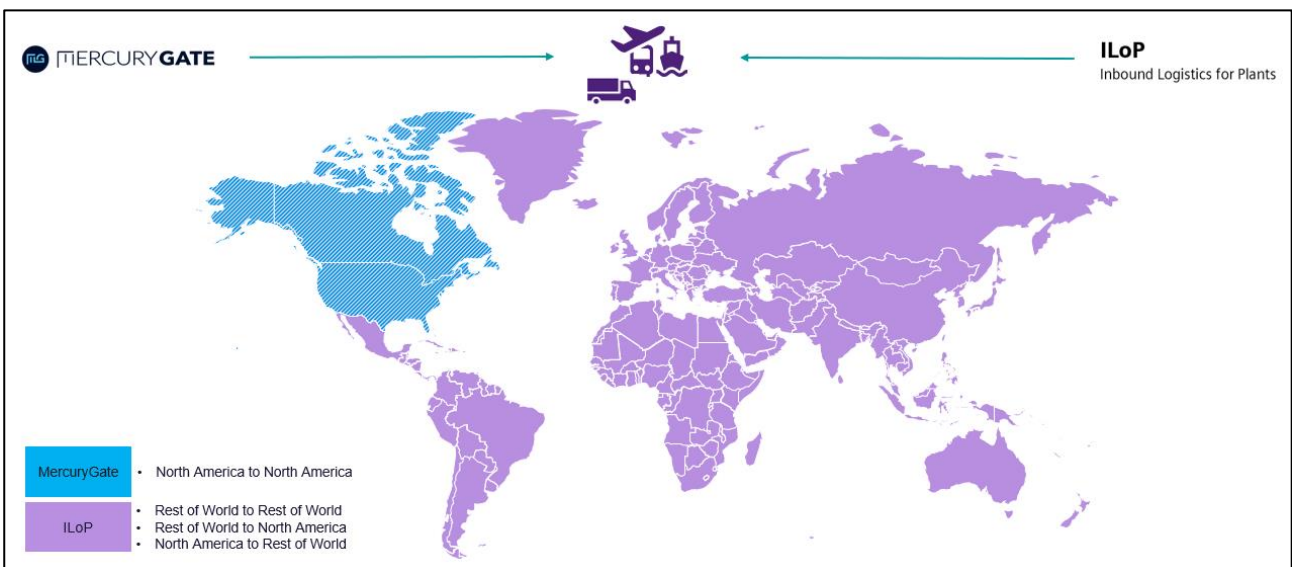 MG MERCURYGATE
ILoP
Inbound Logistics for Plants
MercuryGate
• North America to North America
ILoP
• Rest of World to Rest of World
• Rest of World to North America
• North America to Rest of World